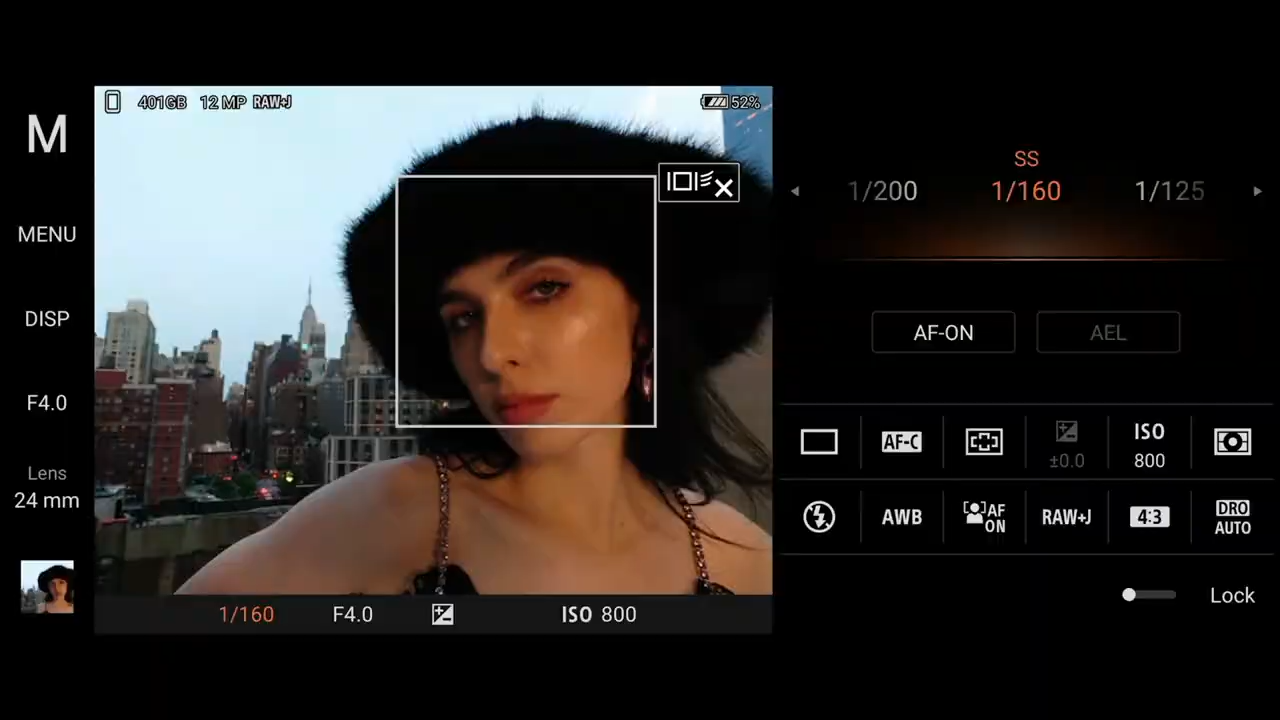 M
MENU
DISP
F4.0
Lens
24 mm
401GB 12 MP RAW+J
52%
1/160 F4.0 ISO 800
SS
1/200 1/160 1/125
AF-ON AEL
AF-C ±0.0 ISO 800
AWB AF ON RAW+J 4:3 DRO AUTO
Lock